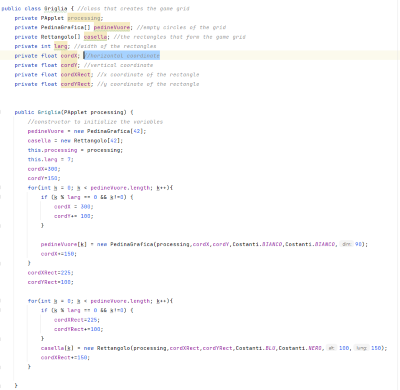 public class Griglia { //class that creates the game grid
private PApplet processing;
private PedinaGrafica[] pedineVuore; //empty circles of the grid
private Rettangolo[] casella; //the rectangles that form the game grid
private int larg; //width of the rectangles
private float cordX; //horizontal coordinate
private float cordY; //vertical coordinate
private float cordXRect; //x coordinate of the rectangle
private float cordYRect; //y coordinate of the rectangle
public Griglia(PApplet processing) {
//constructor to initialize the variables
pedineVuore = new PedinaGrafica[42];
casella = new Rettangolo[42];
this.processing = processing;
this.larg = 7;
cordX=300;
cordY=150;
for(int k = 0; k < pedineVuore.length; k++){
if (k % larg == 0 && k!=0) {
cordX = 300;
cordY+= 100;
}
pedineVuore[k] = new PedinaGrafica(processing,cordX,cordY,Costanti.BIANCO,Costanti.BIANCO, dim: 90);
cordX+=150;
}
cordXRect=225;
cordYRect=100;
for(int k = 0; k < pedineVuore.length; k++){
if (k % larg == 0 && k!=0) {
cordXRect=225;
cordYRect+=100;
}
casella[k] = new Rettangolo(processing,cordXRect,cordYRect,Costanti.BLU,Costanti.NERO, alt: 100, larg: 150);
cordXRect+=150;
}
}